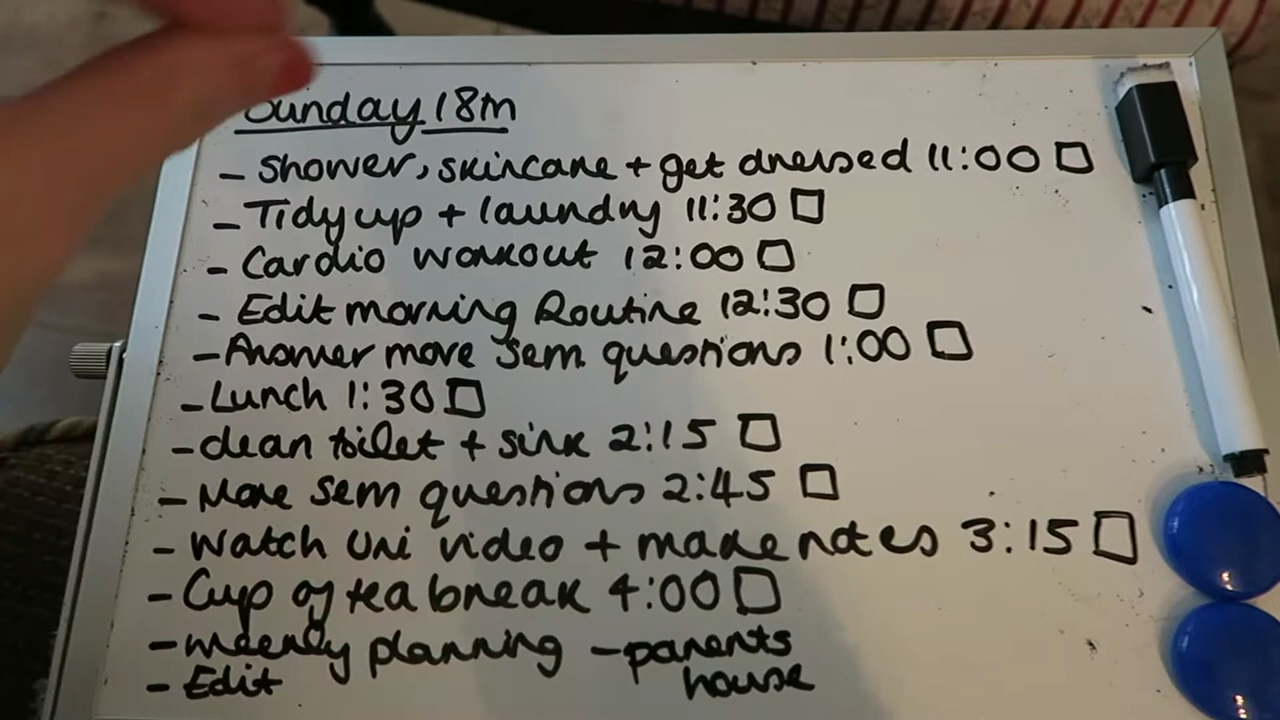 Sunday 18th
- Shower, skincare + get dressed 11:00
- Tidy up + laundry 11:30
- Cardio workout 12:00
- Edit morning Routine 12:30
- Answer more sem questions 1:00
- Lunch 1:30
- clean toilet + sink 2:15
- More sem questions 2:45
- Watch Uni video + make notes 3:15
- Cup of tea break 4:00
- Weekly planning - parents
house
- Edit